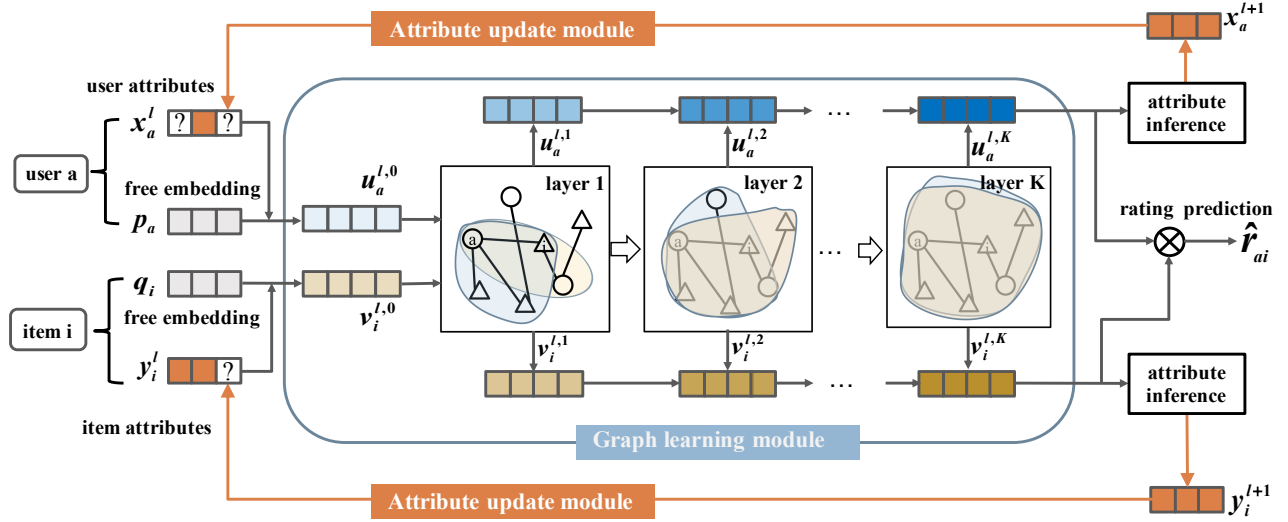 Attribute update module
x_a^{l+1}
user attributes
x_a^l
? ?
attribute
inference
user a
free embedding
p_a
u_a^{l,0}
u_a^{l,1}
u_a^{l,2}
...
u_a^{l,K}
layer 1
layer 2
layer K
a
i
a
i
...
a
i
rating prediction
r̂_{ai}
q_i
free embedding
v_i^{l,0}
item i
y_i^l
?
v_i^{l,1}
v_i^{l,2}
...
v_i^{l,K}
attribute
inference
item attributes
Graph learning module
Attribute update module
y_i^{l+1}